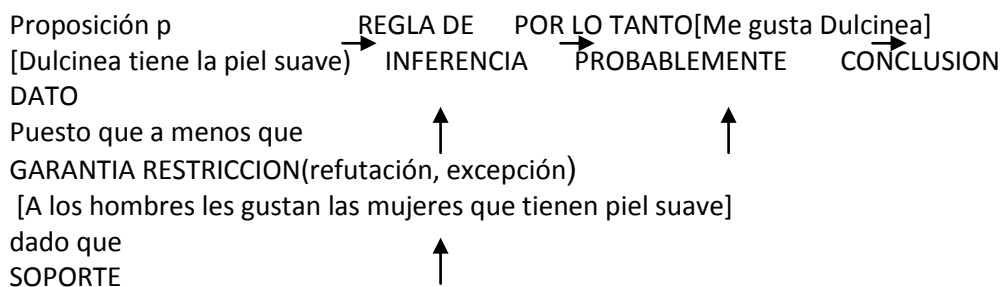 Proposición p REGLA DE POR LO TANTO[Me gusta Dulcinea]
[Dulcinea tiene la piel suave) INFERENCIA PROBABLEMENTE CONCLUSION
DATO
Puesto que a menos que
GARANTIA RESTRICCION(refutación, excepción)
[A los hombres les gustan las mujeres que tienen piel suave]
dado que
SOPORTE